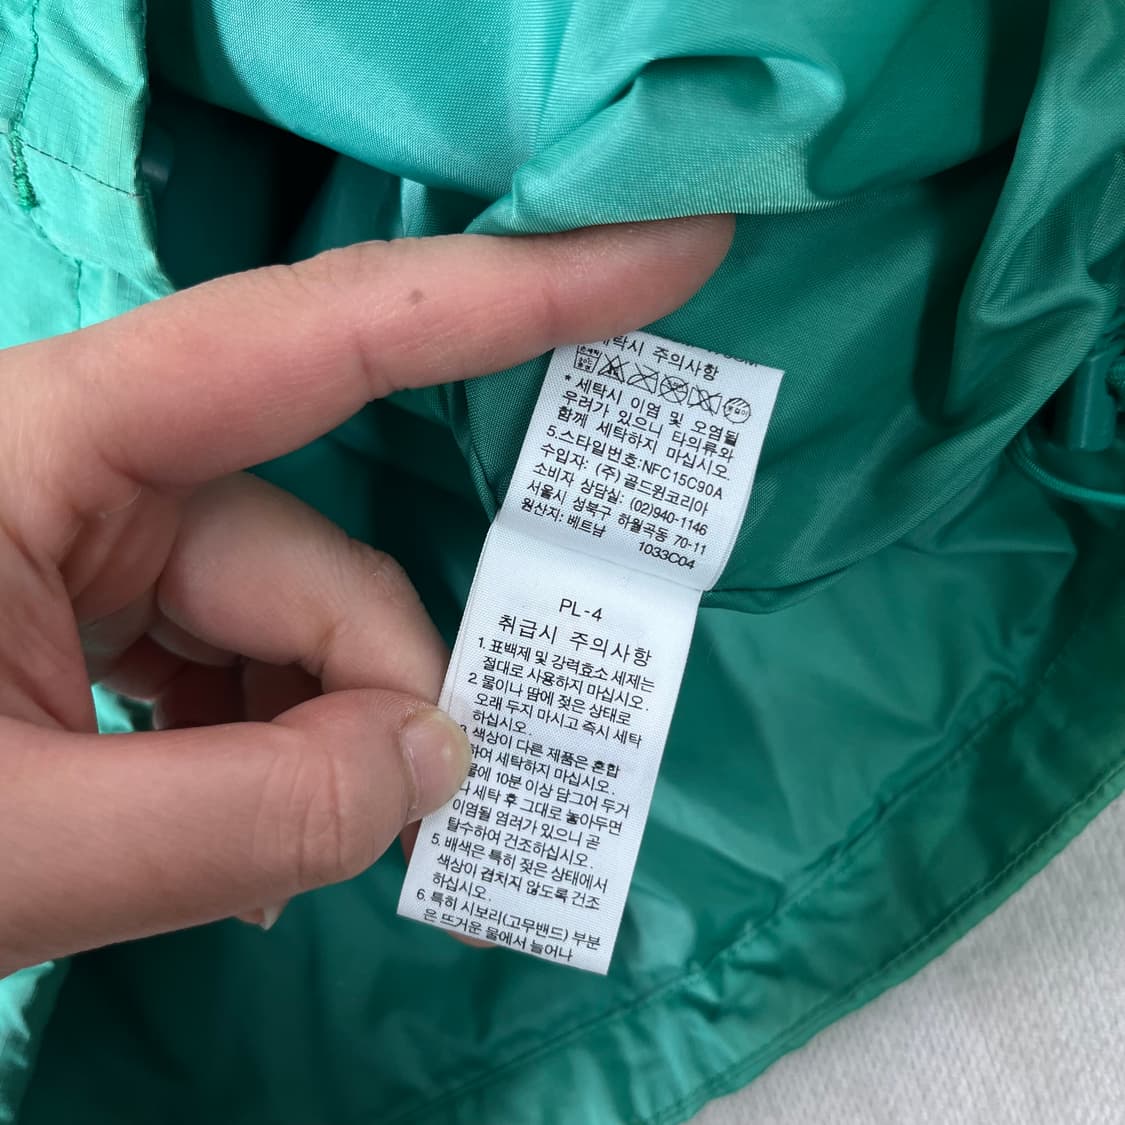 세탁시 주의사항
* 세탁시 이염 및 오염될
우려가 있으니 타의류와
함께 세탁하지 마십시오
5.스타일번호:NFC15C90A
수입자: (주) 골드윈코리아
소비자 상담실: (02)940-1146
서울시 성북구 하월곡동 70-11
원산지: 베트남 1033C04
PL-4
취급시 주의사항
1. 표백제 및 강력효소 세제는
절대로 사용하지 마십시오.
2 물이나 땀에 젖은 상태로
오래 두지 마시고 즉시 세탁
하십시오.
색상이 다른 제품은 혼합
하여 세탁하지 마십시오.
물에 10분 이상 담그어 두거
나 세탁 후 그대로 놓아두면
이염될 염려가 있으니 곧
탈수하여 건조하십시오.
5. 배색은 특히 젖은 상태에서
색상이 겹치지 않도록 건조
하십시오.
6. 특히 시보리(고무밴드) 부분
은 뜨거운 물에서 늘어나